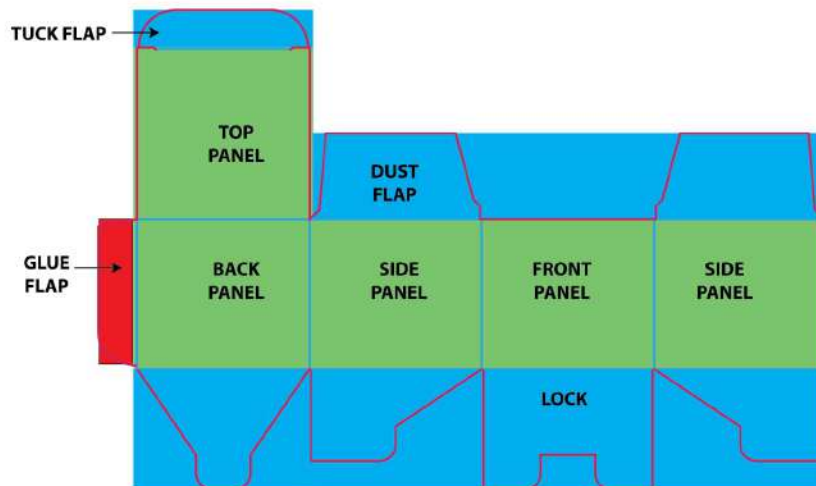 TUCK FLAP
TOP
PANEL
DUST
FLAP
GLUE
FLAP
BACK
PANEL
SIDE
PANEL
FRONT
PANEL
SIDE
PANEL
LOCK